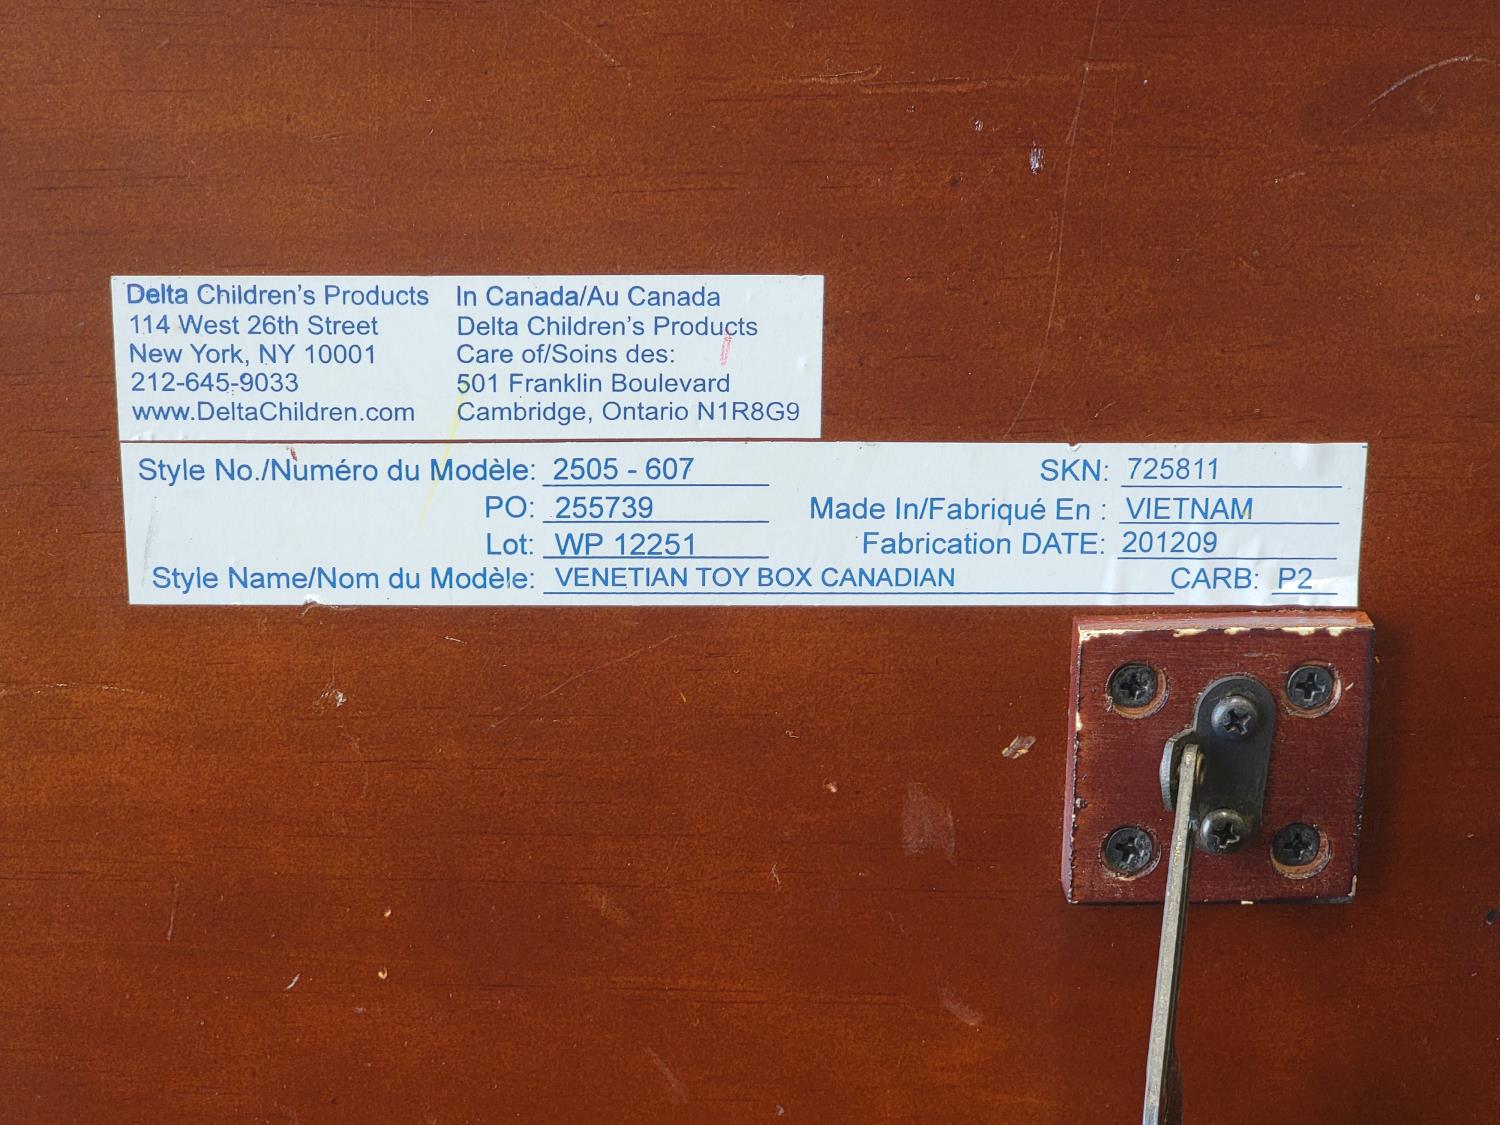 Delta Children's Products
114 West 26th Street
New York, NY 10001
212-645-9033
www.DeltaChildren.com
In Canada/Au Canada
Delta Children's Products
Care of/Soins des:
501 Franklin Boulevard
Cambridge, Ontario N1R8G9
Style No./Numéro du Modèle: 2505 - 607 SKN: 725811
PO: 255739 Made In/Fabriqué En : VIETNAM
Lot: WP 12251 Fabrication DATE: 201209
Style Name/Nom du Modèle: VENETIAN TOY BOX CANADIAN CARB: P2